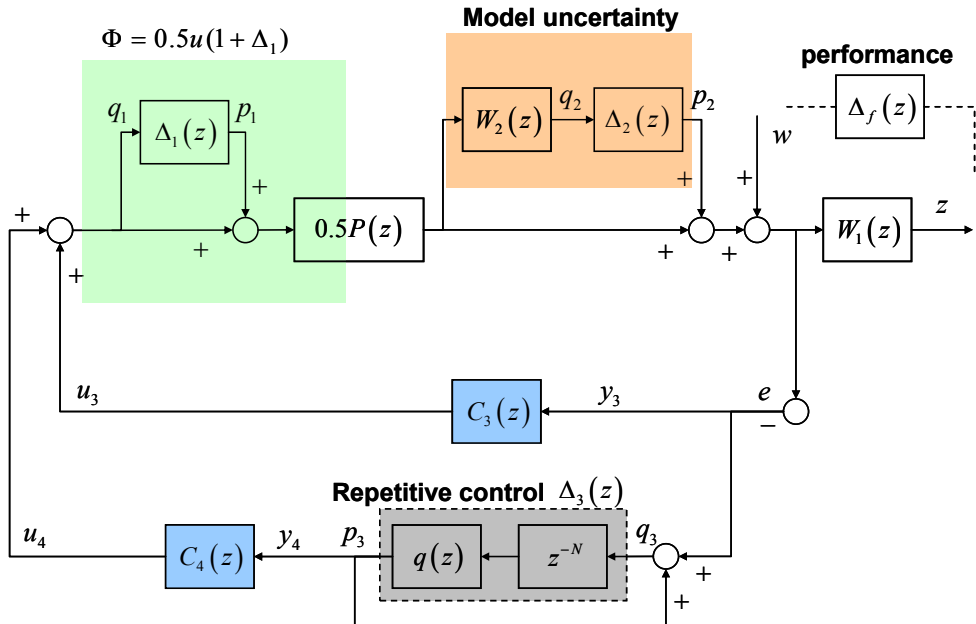 Model uncertainty
Φ = 0.5u(1 + Δ₁)
performance
q₁
p₁
Δ₁(z)
W₂(z)
q₂
Δ₂(z)
p₂
Δ_f(z)
w
+
+
+
+
+
0.5P(z)
+
+
W₁(z)
z
+
u₃
C₃(z)
y₃
e
−
Repetitive control Δ₃(z)
u₄
C₄(z)
y₄
p₃
q(z)
z⁻ᴺ
q₃
+
+